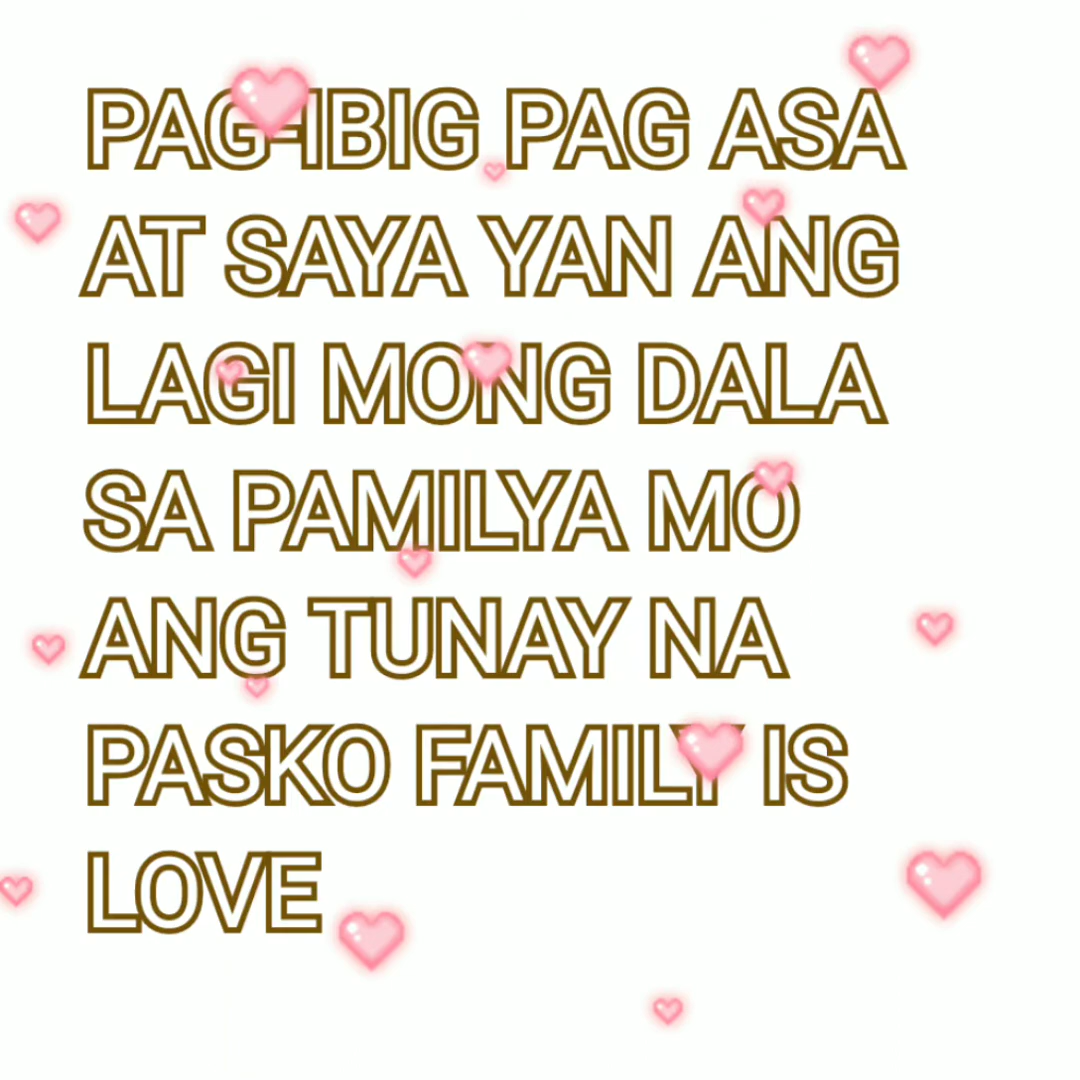 PAG-IBIG PAG ASA
AT SAYA YAN ANG
LAGI MONG DALA
SA PAMILYA MO
ANG TUNAY NA
PASKO FAMILY IS
LOVE